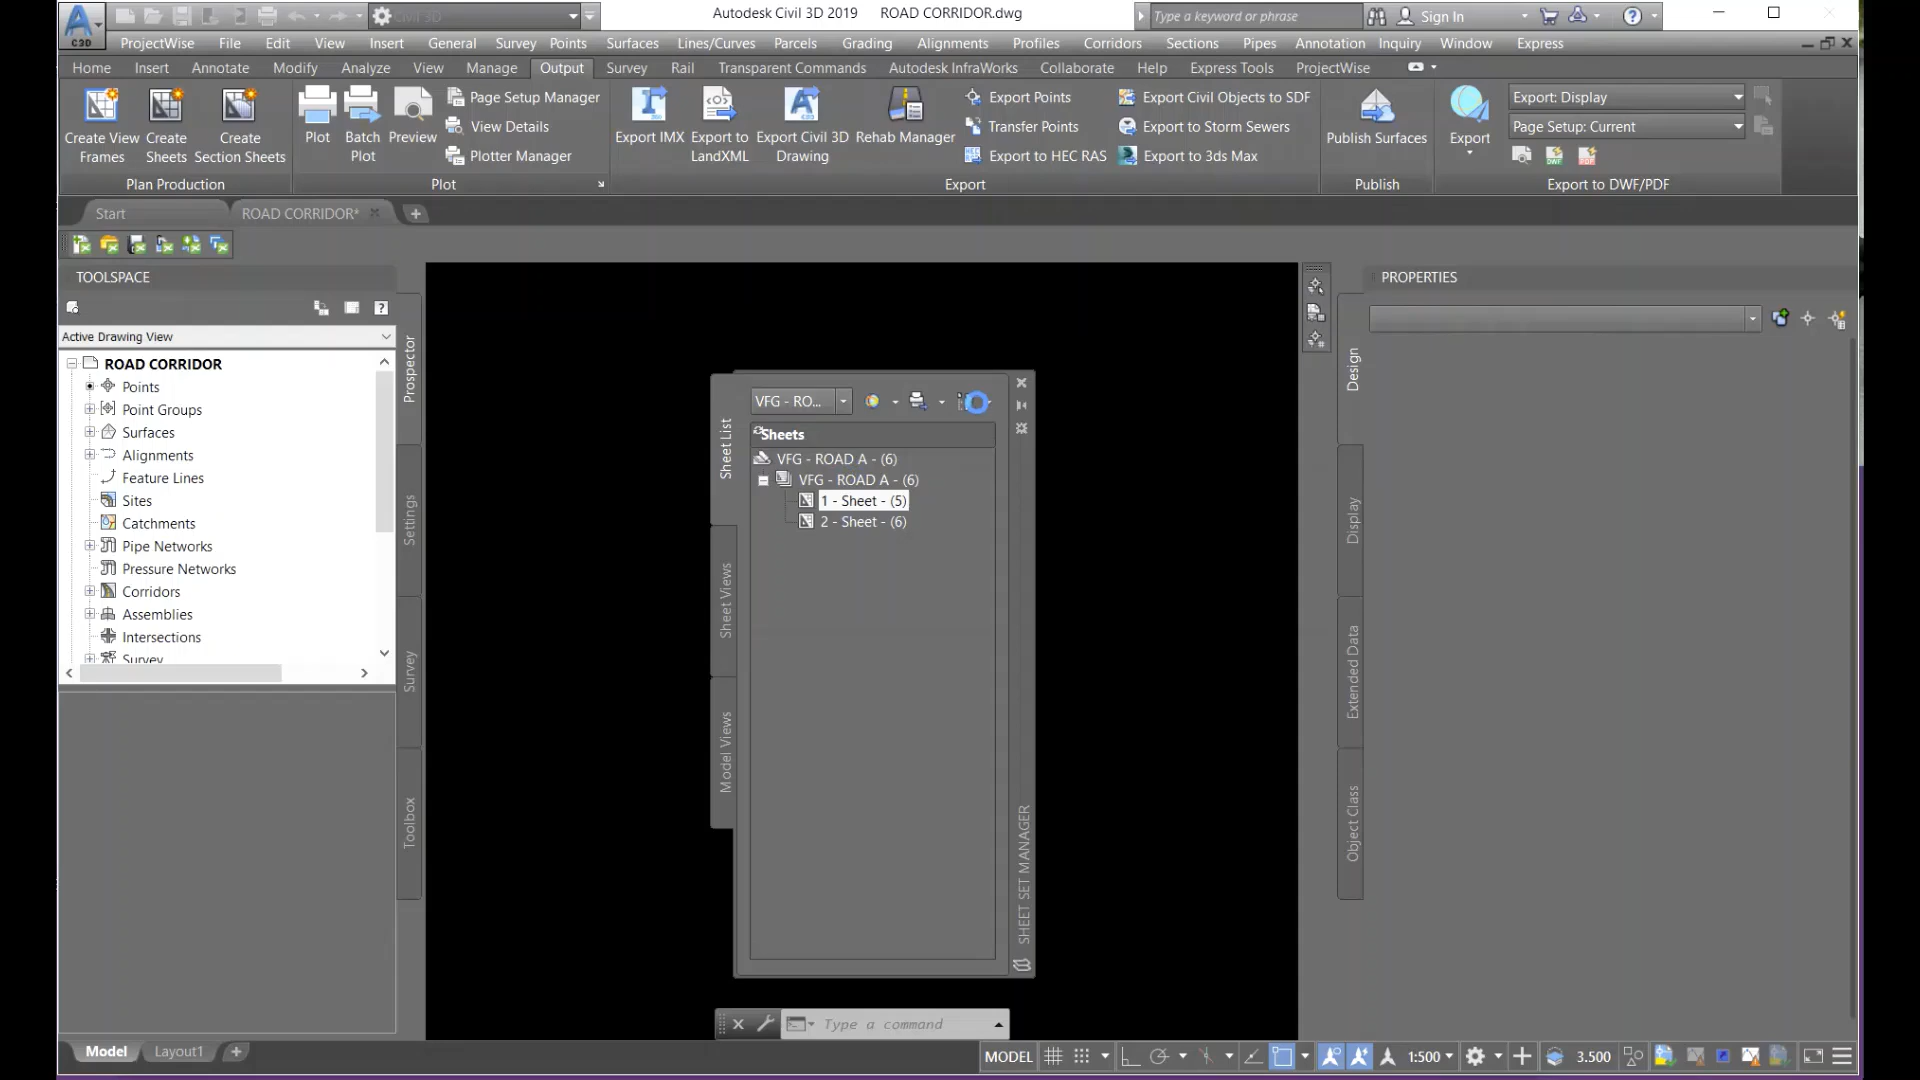 Civil 3D
Autodesk Civil 3D 2019 ROAD CORRIDOR.dwg
Type a keyword or phrase
Sign In
C3D
ProjectWise File Edit View Insert General Survey Points Surfaces Lines/Curves Parcels Grading Alignments Profiles Corridors Sections Pipes Annotation Inquiry Window Express
Home Insert Annotate Modify Analyze View Manage Output Survey Rail Transparent Commands Autodesk InfraWorks Collaborate Help Express Tools ProjectWise
Create View Frames
Create Sheets
Create Section Sheets
Plan Production
Plot
Batch Plot
Preview
Page Setup Manager
View Details
Plotter Manager
Plot
Export IMX
Export to LandXML
Export Civil 3D Drawing
Rehab Manager
Export Points
Transfer Points
Export to HEC RAS
Export Civil Objects to SDF
Export to Storm Sewers
Export to 3ds Max
Export
Publish Surfaces
Publish
Export
Export: Display
Page Setup: Current
Export to DWF/PDF
Start
ROAD CORRIDOR*
TOOLSPACE
Active Drawing View
ROAD CORRIDOR
Points
Point Groups
Surfaces
Alignments
Feature Lines
Sites
Catchments
Pipe Networks
Pressure Networks
Corridors
Assemblies
Intersections
Survey
Prospector
Settings
Survey
Toolbox
VFG - RO...
Sheets
VFG - ROAD A - (6)
VFG - ROAD A - (6)
1 - Sheet - (5)
2 - Sheet - (6)
Sheet List
Sheet Views
Model Views
SHEET SET MANAGER
Type a command
PROPERTIES
Design
Display
Extended Data
Object Class
Model
Layout1
MODEL
1:500
3.500